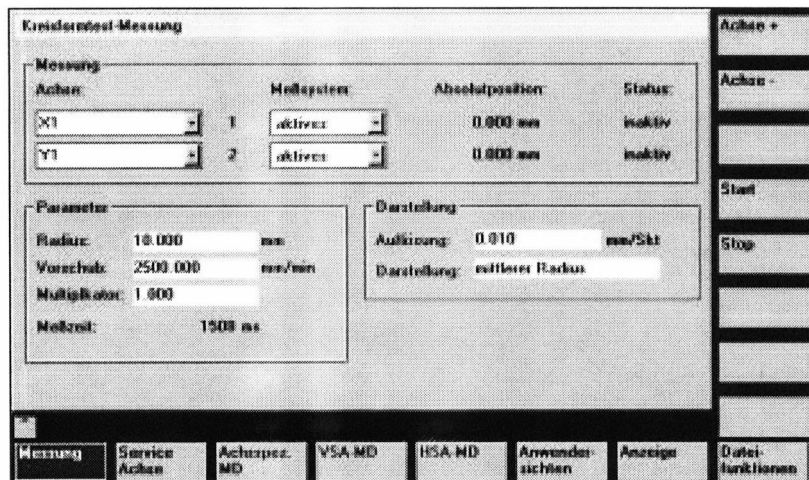 Kreisformtest-Messung
Messung
Achsen: Meßsystem: Absolutposition: Status:
X1 1 aktives 0.000 mm inaktiv
Y1 2 aktives 0.000 mm inaktiv
Parameter
Radius: 10.000 mm
Vorschub: 2500.000 mm/min
Multiplikator: 1.000
Meßzeit: 1508 ms
Darstellung
Auflösung: 0.010 mm/Skt
Darstellung: mittlerer Radius
Achse +
Achse -
Start
Stop
Messung
Service Achsen
Achsspez. MD
VSA-MD
HSA-MD
Anwender-
sichten
Anzeige
Datei-
funktionen